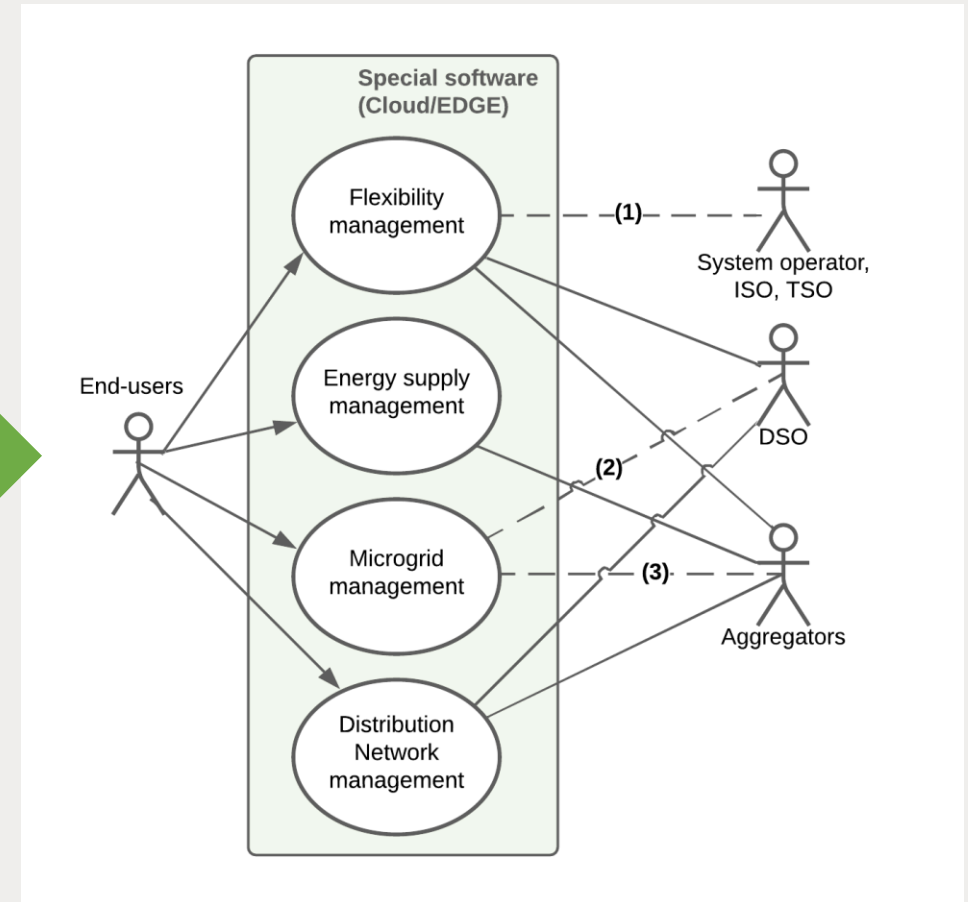 Special software
(Cloud/EDGE)
Flexibility
management
(1)
System operator,
ISO, TSO
End-users
Energy supply
management
DSO
(2)
Microgrid
management
(3)
Aggregators
Distribution
Network
management